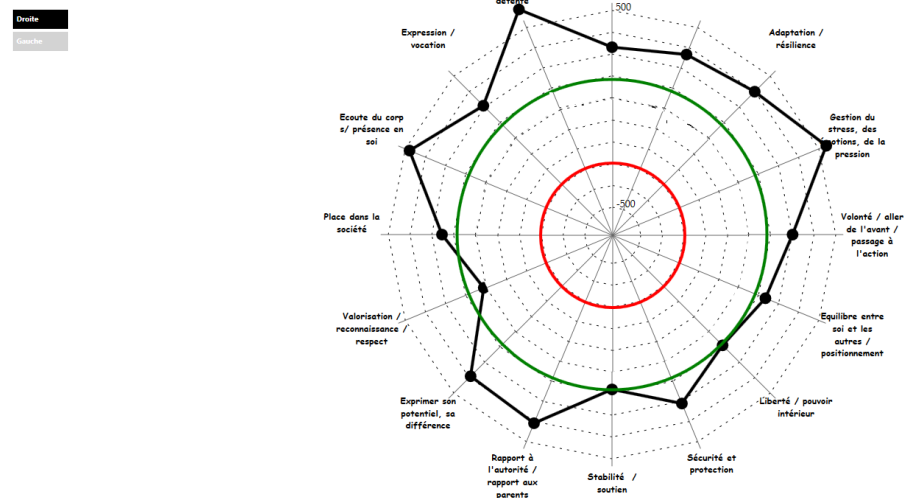 Droite
Gauche
détente
500
Expression /
vocation
Adaptation /
résilience
Ecoute du corp
s/ présence en
soi
Gestion du
stress, des
motions, de la
pression
-500
Place dans la
société
Volonté / aller
de l'avant /
passage à
l'action
Valorisation /
reconnaissance /
respect
Equilibre entre
soi et les
autres /
positionnement
Exprimer son
potentiel, sa
différence
Liberté / pouvoir
intérieur
Rapport à
l'autorité /
rapport aux
parents
Stabilité /
soutien
Sécurité et
protection